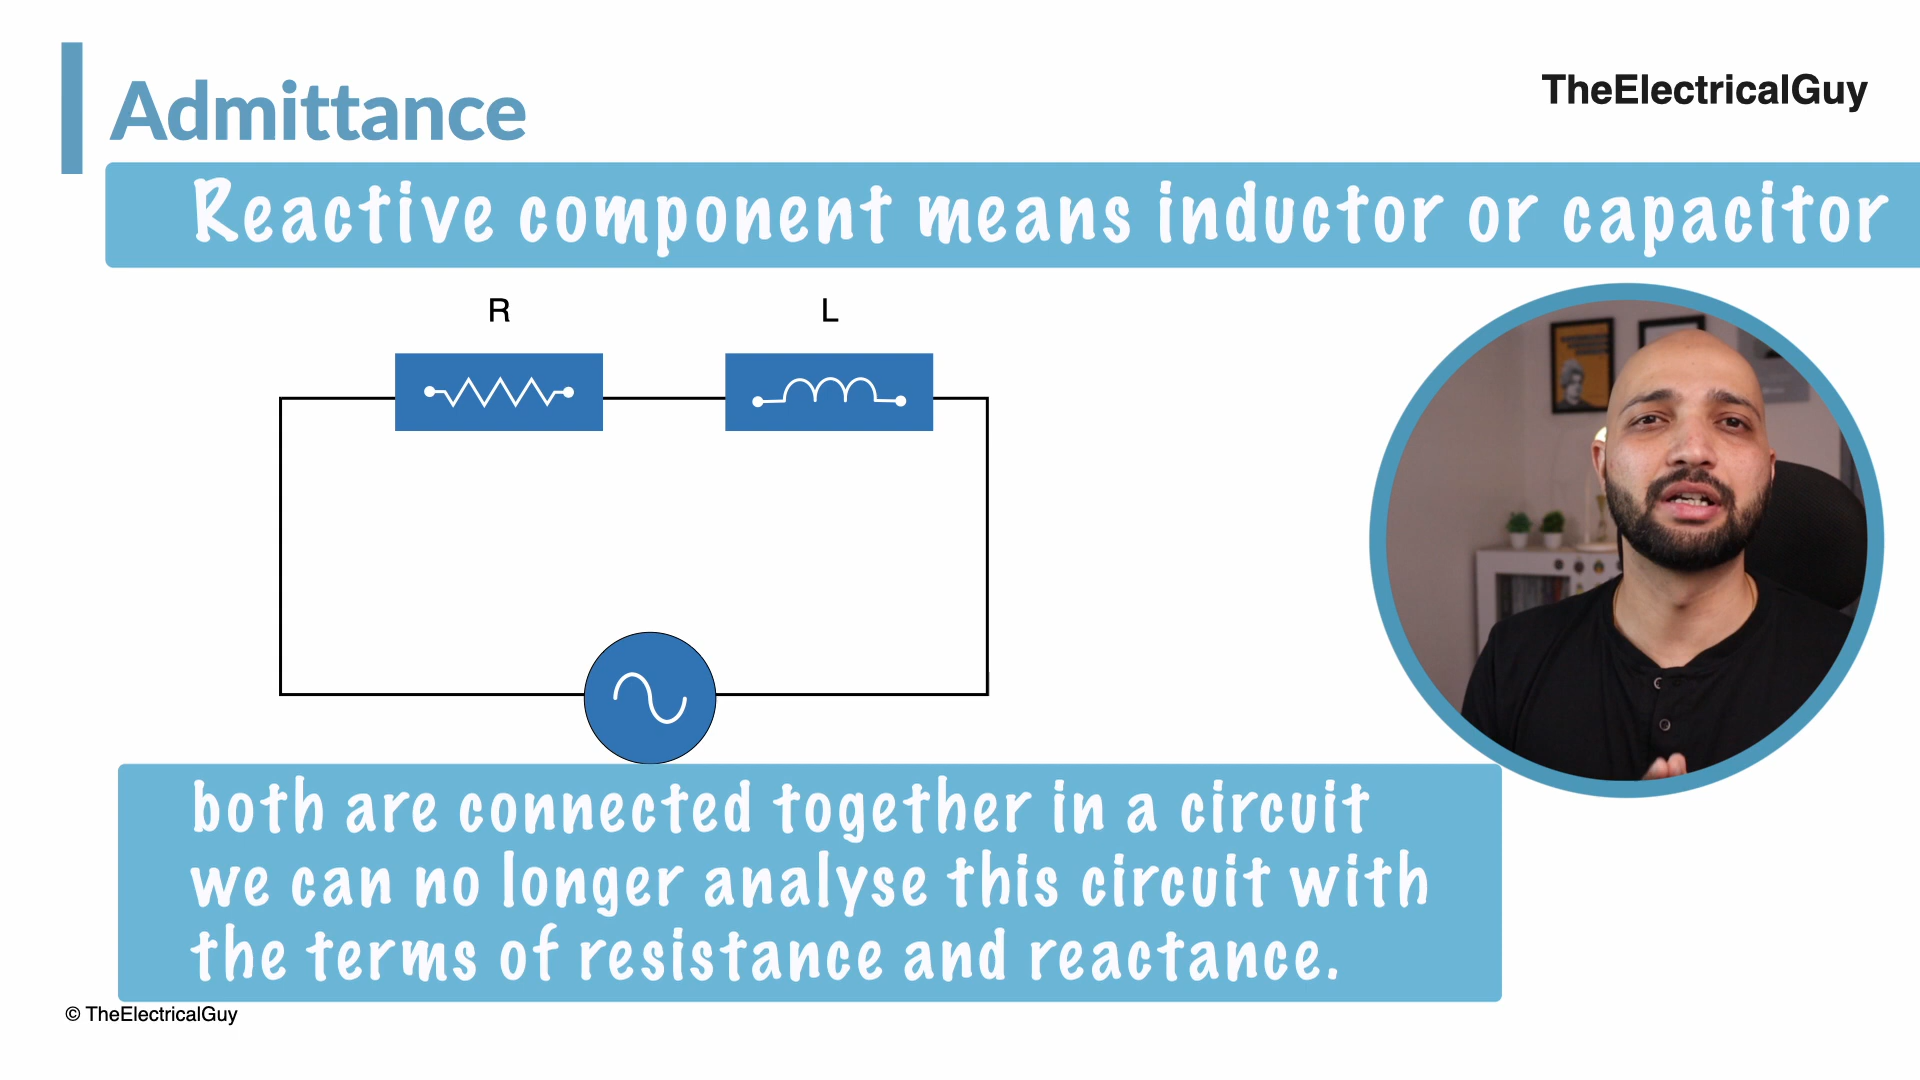 Admittance
TheElectricalGuy
Reactive component means inductor or capacitor
R
L
both are connected together in a circuit
we can no longer analyse this circuit with
the terms of resistance and reactance.
© TheElectricalGuy